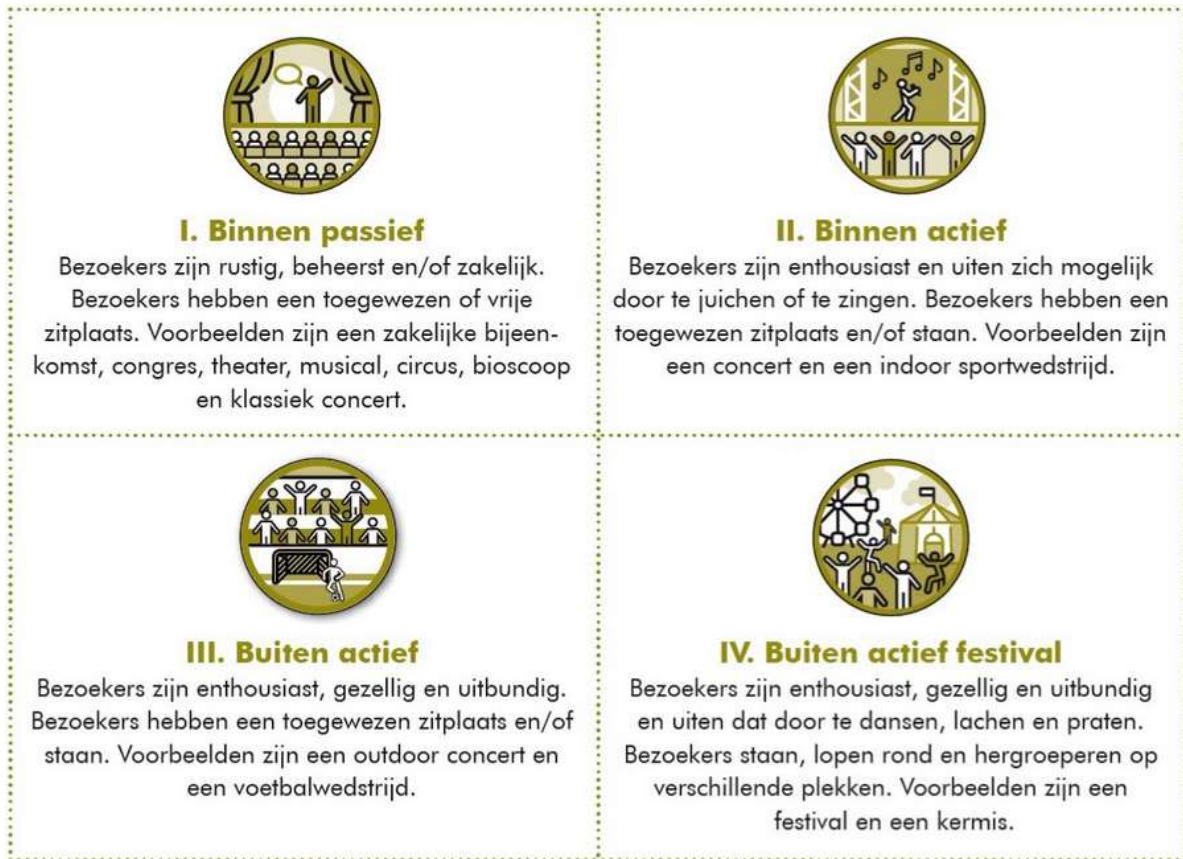 I. Binnen passief
Bezoekers zijn rustig, beheerst en/of zakelijk.
Bezoekers hebben een toegewezen of vrije
zitplaats. Voorbeelden zijn een zakelijke bijeen-
komst, congres, theater, musical, circus, bioscoop
en klassiek concert.
II. Binnen actief
Bezoekers zijn enthousiast en uiten zich mogelijk
door te juichen of te zingen. Bezoekers hebben een
toegewezen zitplaats en/of staan. Voorbeelden zijn
een concert en een indoor sportwedstrijd.
III. Buiten actief
Bezoekers zijn enthousiast, gezellig en uitbundig.
Bezoekers hebben een toegewezen zitplaats en/of
staan. Voorbeelden zijn een outdoor concert en
een voetbalwedstrijd.
IV. Buiten actief festival
Bezoekers zijn enthousiast, gezellig en uitbundig
en uiten dat door te dansen, lachen en praten.
Bezoekers staan, lopen rond en hergroeperen op
verschillende plekken. Voorbeelden zijn een
festival en een kermis.